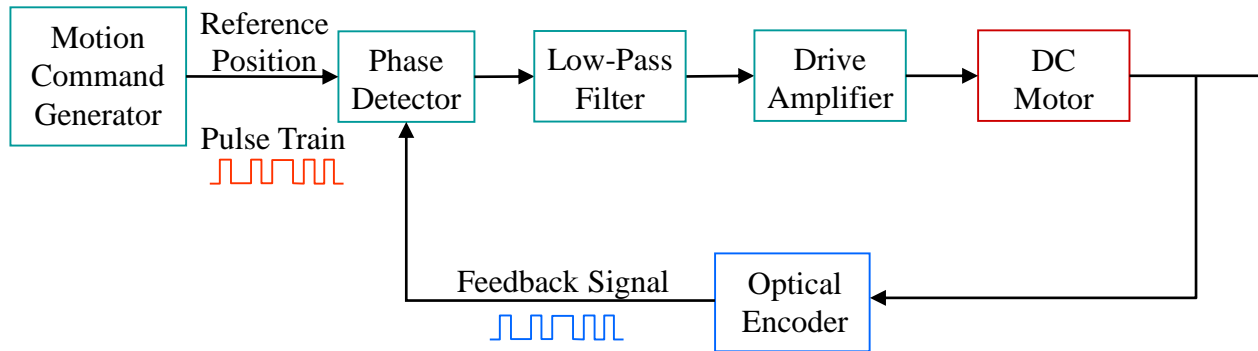 Motion
Command
Generator
Reference
Position
Pulse Train
Phase
Detector
Low-Pass
Filter
Drive
Amplifier
DC
Motor
Feedback Signal
Optical
Encoder